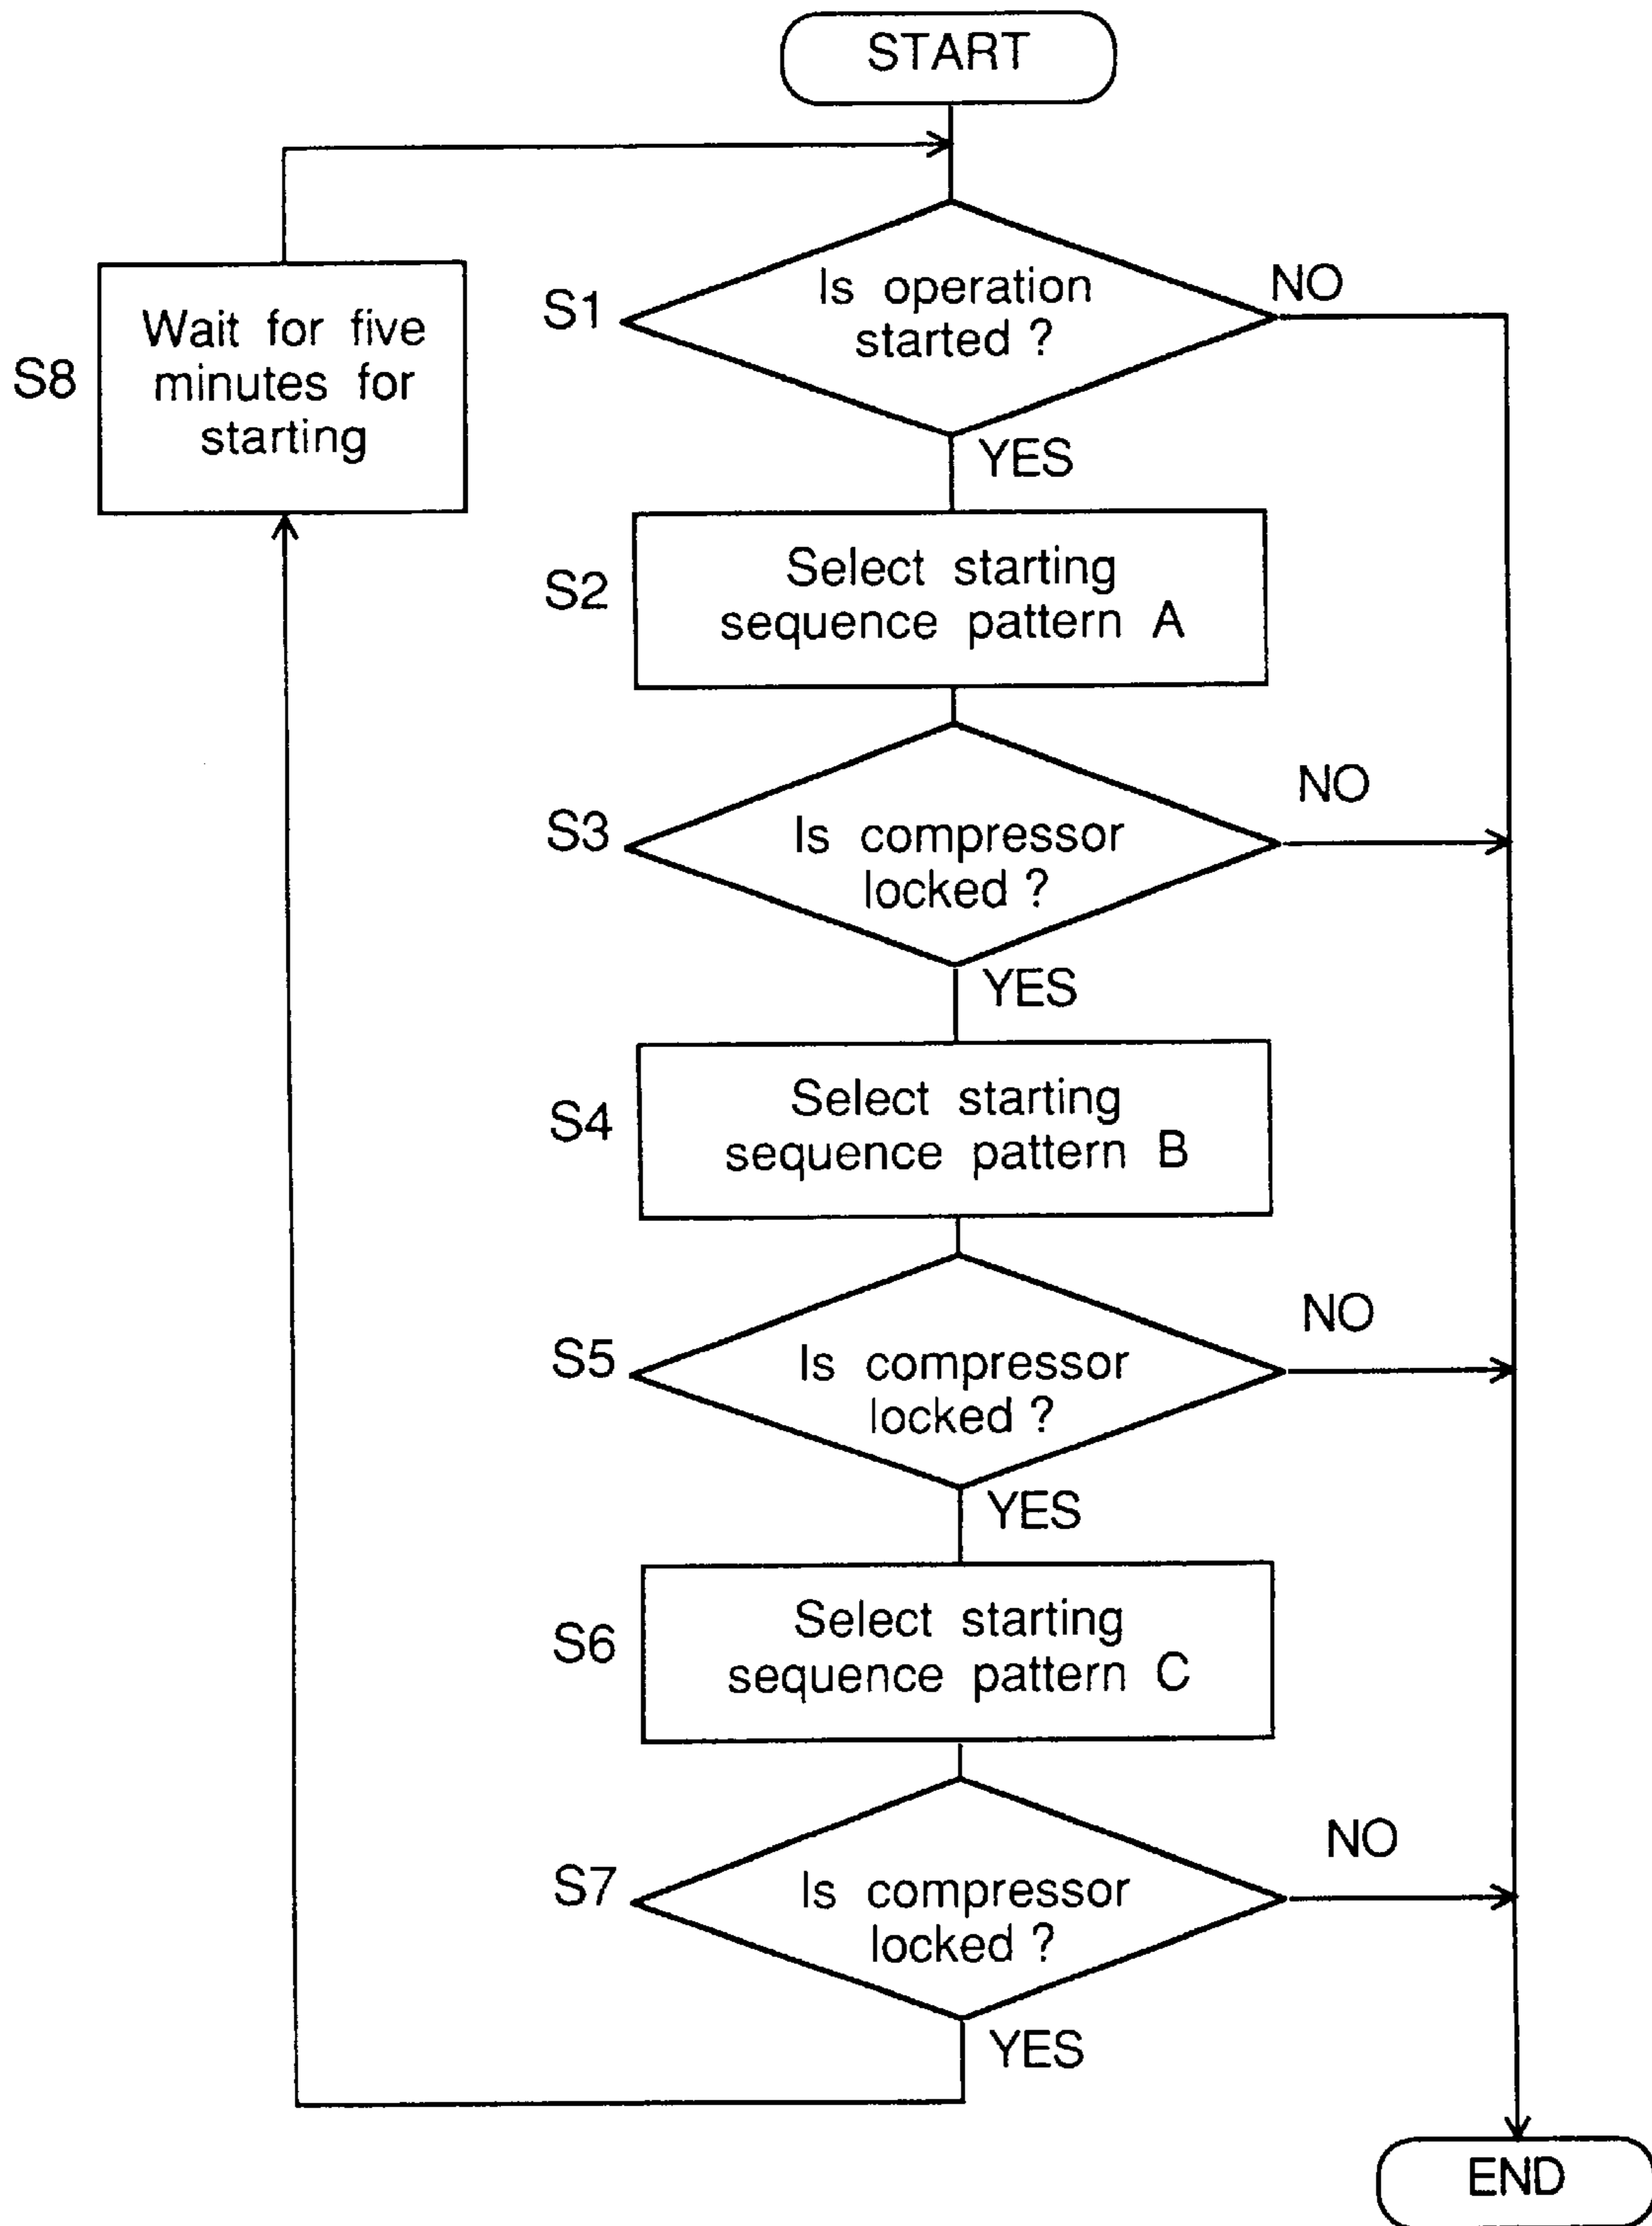 START
S1
Is operation
started ?
NO
YES
S8
Wait for five
minutes for
starting
S2
Select starting
sequence pattern A
S3
Is compressor
locked ?
NO
YES
S4
Select starting
sequence pattern B
S5
Is compressor
locked ?
NO
YES
S6
Select starting
sequence pattern C
S7
Is compressor
locked ?
NO
YES
END